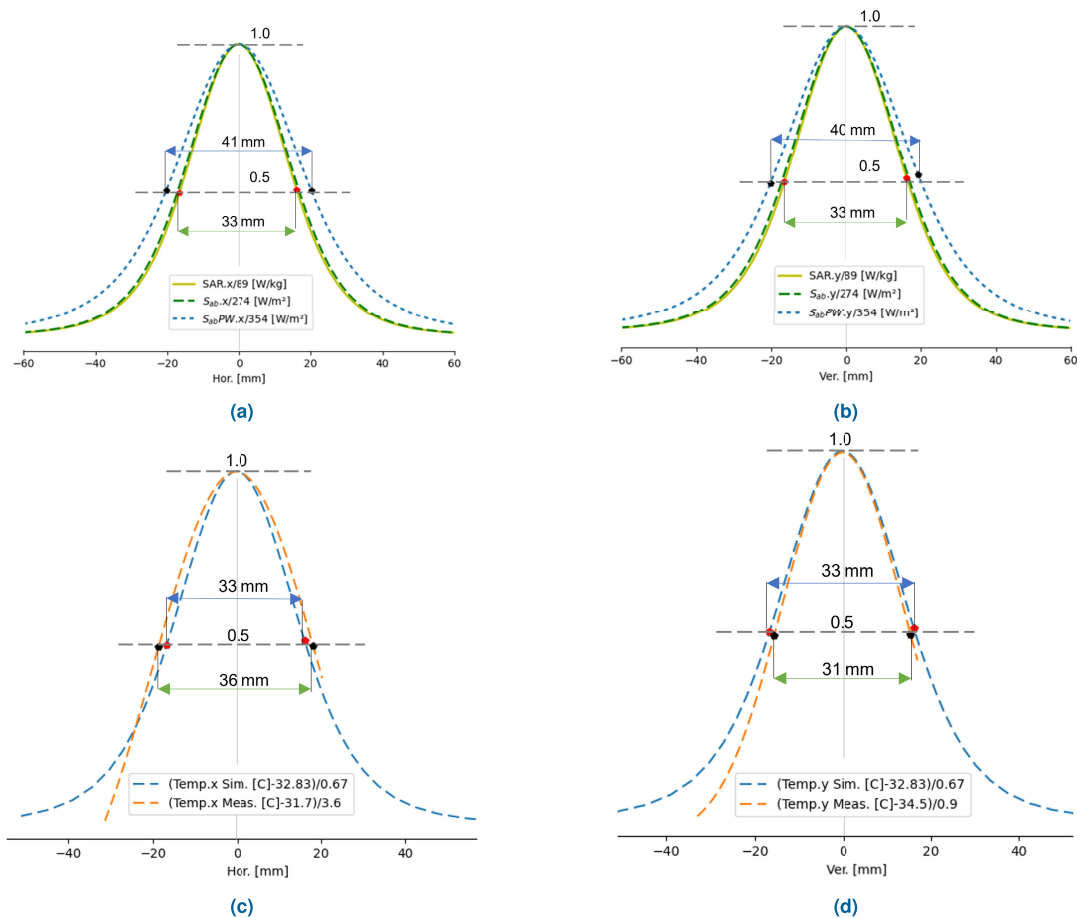 1.0
41 mm
0.5
33 mm
SAR.x/89 [W/kg]
Sab.x/274 [W/m²]
SabPW.x/354 [W/m²]
−60 −40 −20 0 20 40 60
Hor. [mm]
(a)
1.0
40 mm
0.5
33 mm
SAR.y/89 [W/kg]
Sab.y/274 [W/m²]
SabPW.y/354 [W/m²]
−60 −40 −20 0 20 40 60
Ver. [mm]
(b)
1.0
33 mm
0.5
36 mm
(Temp.x Sim. [C]-32.83)/0.67
(Temp.x Meas. [C]-31.7)/3.6
−40 −20 0 20 40
Hor. [mm]
(c)
1.0
33 mm
0.5
31 mm
(Temp.y Sim. [C]-32.83)/0.67
(Temp.y Meas. [C]-34.5)/0.9
−40 −20 0 20 40
Ver. [mm]
(d)